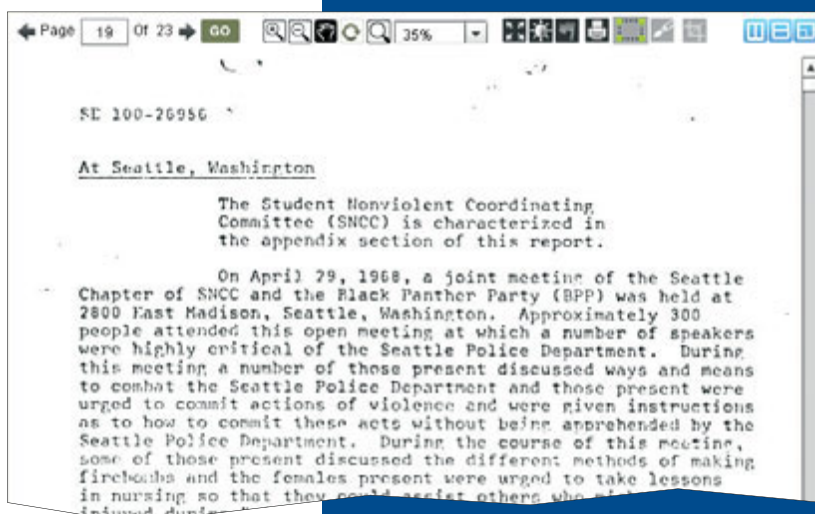 Page 19 Of 23 GO 35%
SE 100-26956
At Seattle, Washington
The Student Nonviolent Coordinating
Committee (SNCC) is characterized in
the appendix section of this report.
On April 29, 1968, a joint meeting of the Seattle
Chapter of SNCC and the Black Panther Party (BPP) was held at
2800 East Madison, Seattle, Washington. Approximately 300
people attended this open meeting at which a number of speakers
were highly critical of the Seattle Police Department. During
this meeting a number of those present discussed ways and means
to combat the Seattle Police Department and those present were
urged to commit actions of violence and were given instructions
as to how to commit these acts without being apprehended by the
Seattle Police Department. During the course of this meeting,
some of those present discussed the different methods of making
firebombs and the females present were urged to take lessons
in nursing so that they could assist others who
injured during